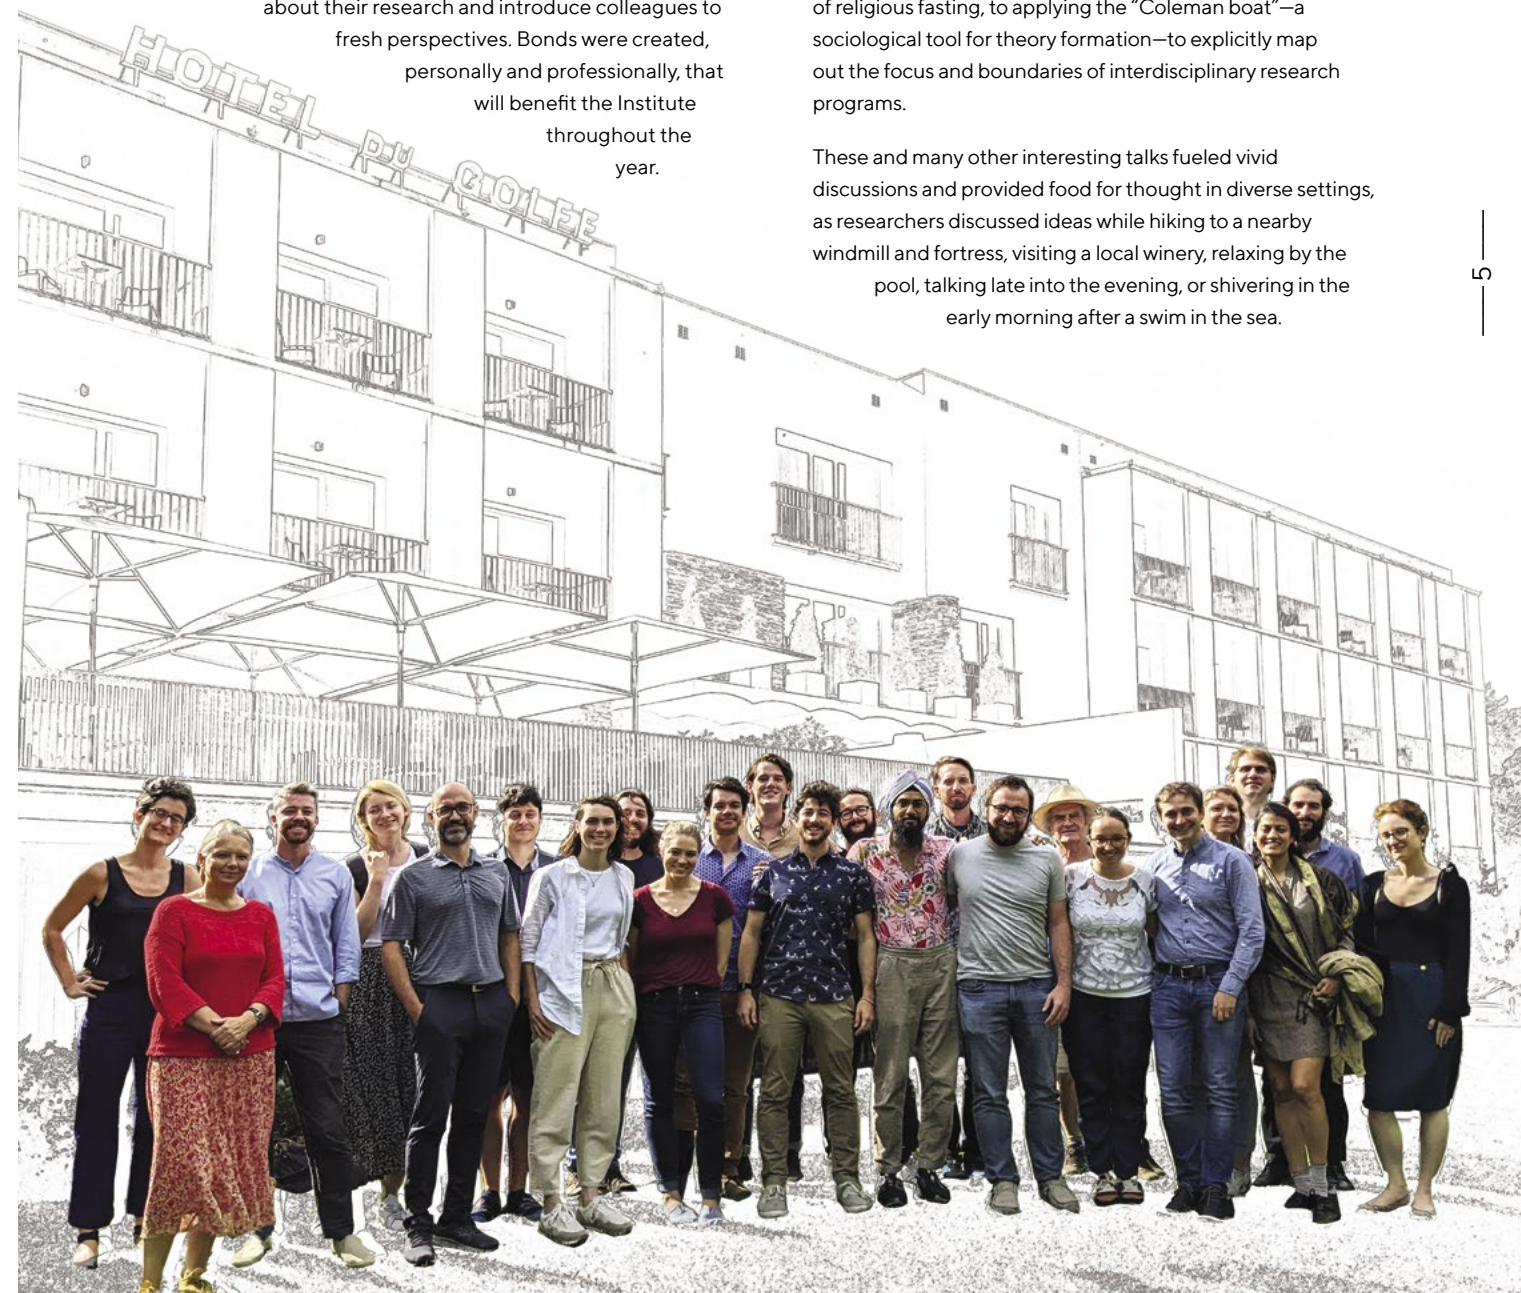 about their research and introduce colleagues to
fresh perspectives. Bonds were created,
personally and professionally, that
will benefit the Institute
throughout the
year.
of religious fasting, to applying the “Coleman boat”—a
sociological tool for theory formation—to explicitly map
out the focus and boundaries of interdisciplinary research
programs.
These and many other interesting talks fueled vivid
discussions and provided food for thought in diverse settings,
as researchers discussed ideas while hiking to a nearby
windmill and fortress, visiting a local winery, relaxing by the
pool, talking late into the evening, or shivering in the
early morning after a swim in the sea.
5
HOTEL DU GOLFE